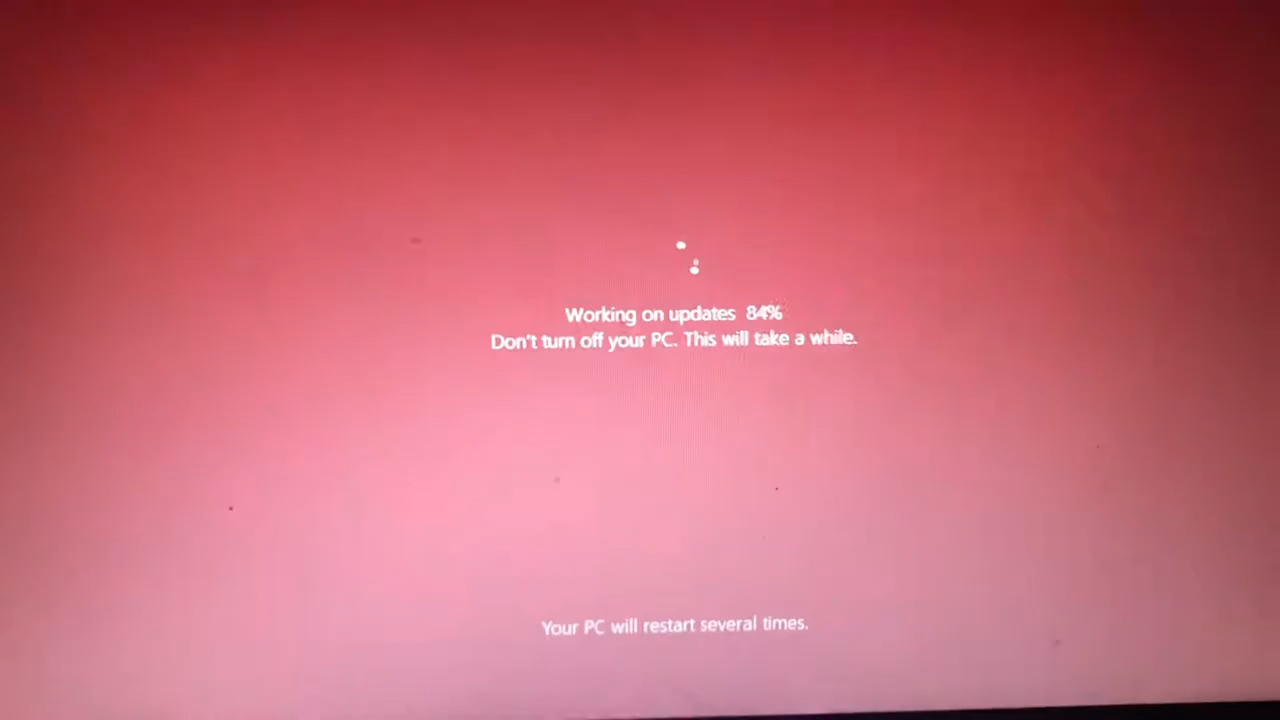 Working on updates 84%
Don't turn off your PC. This will take a while.
Your PC will restart several times.